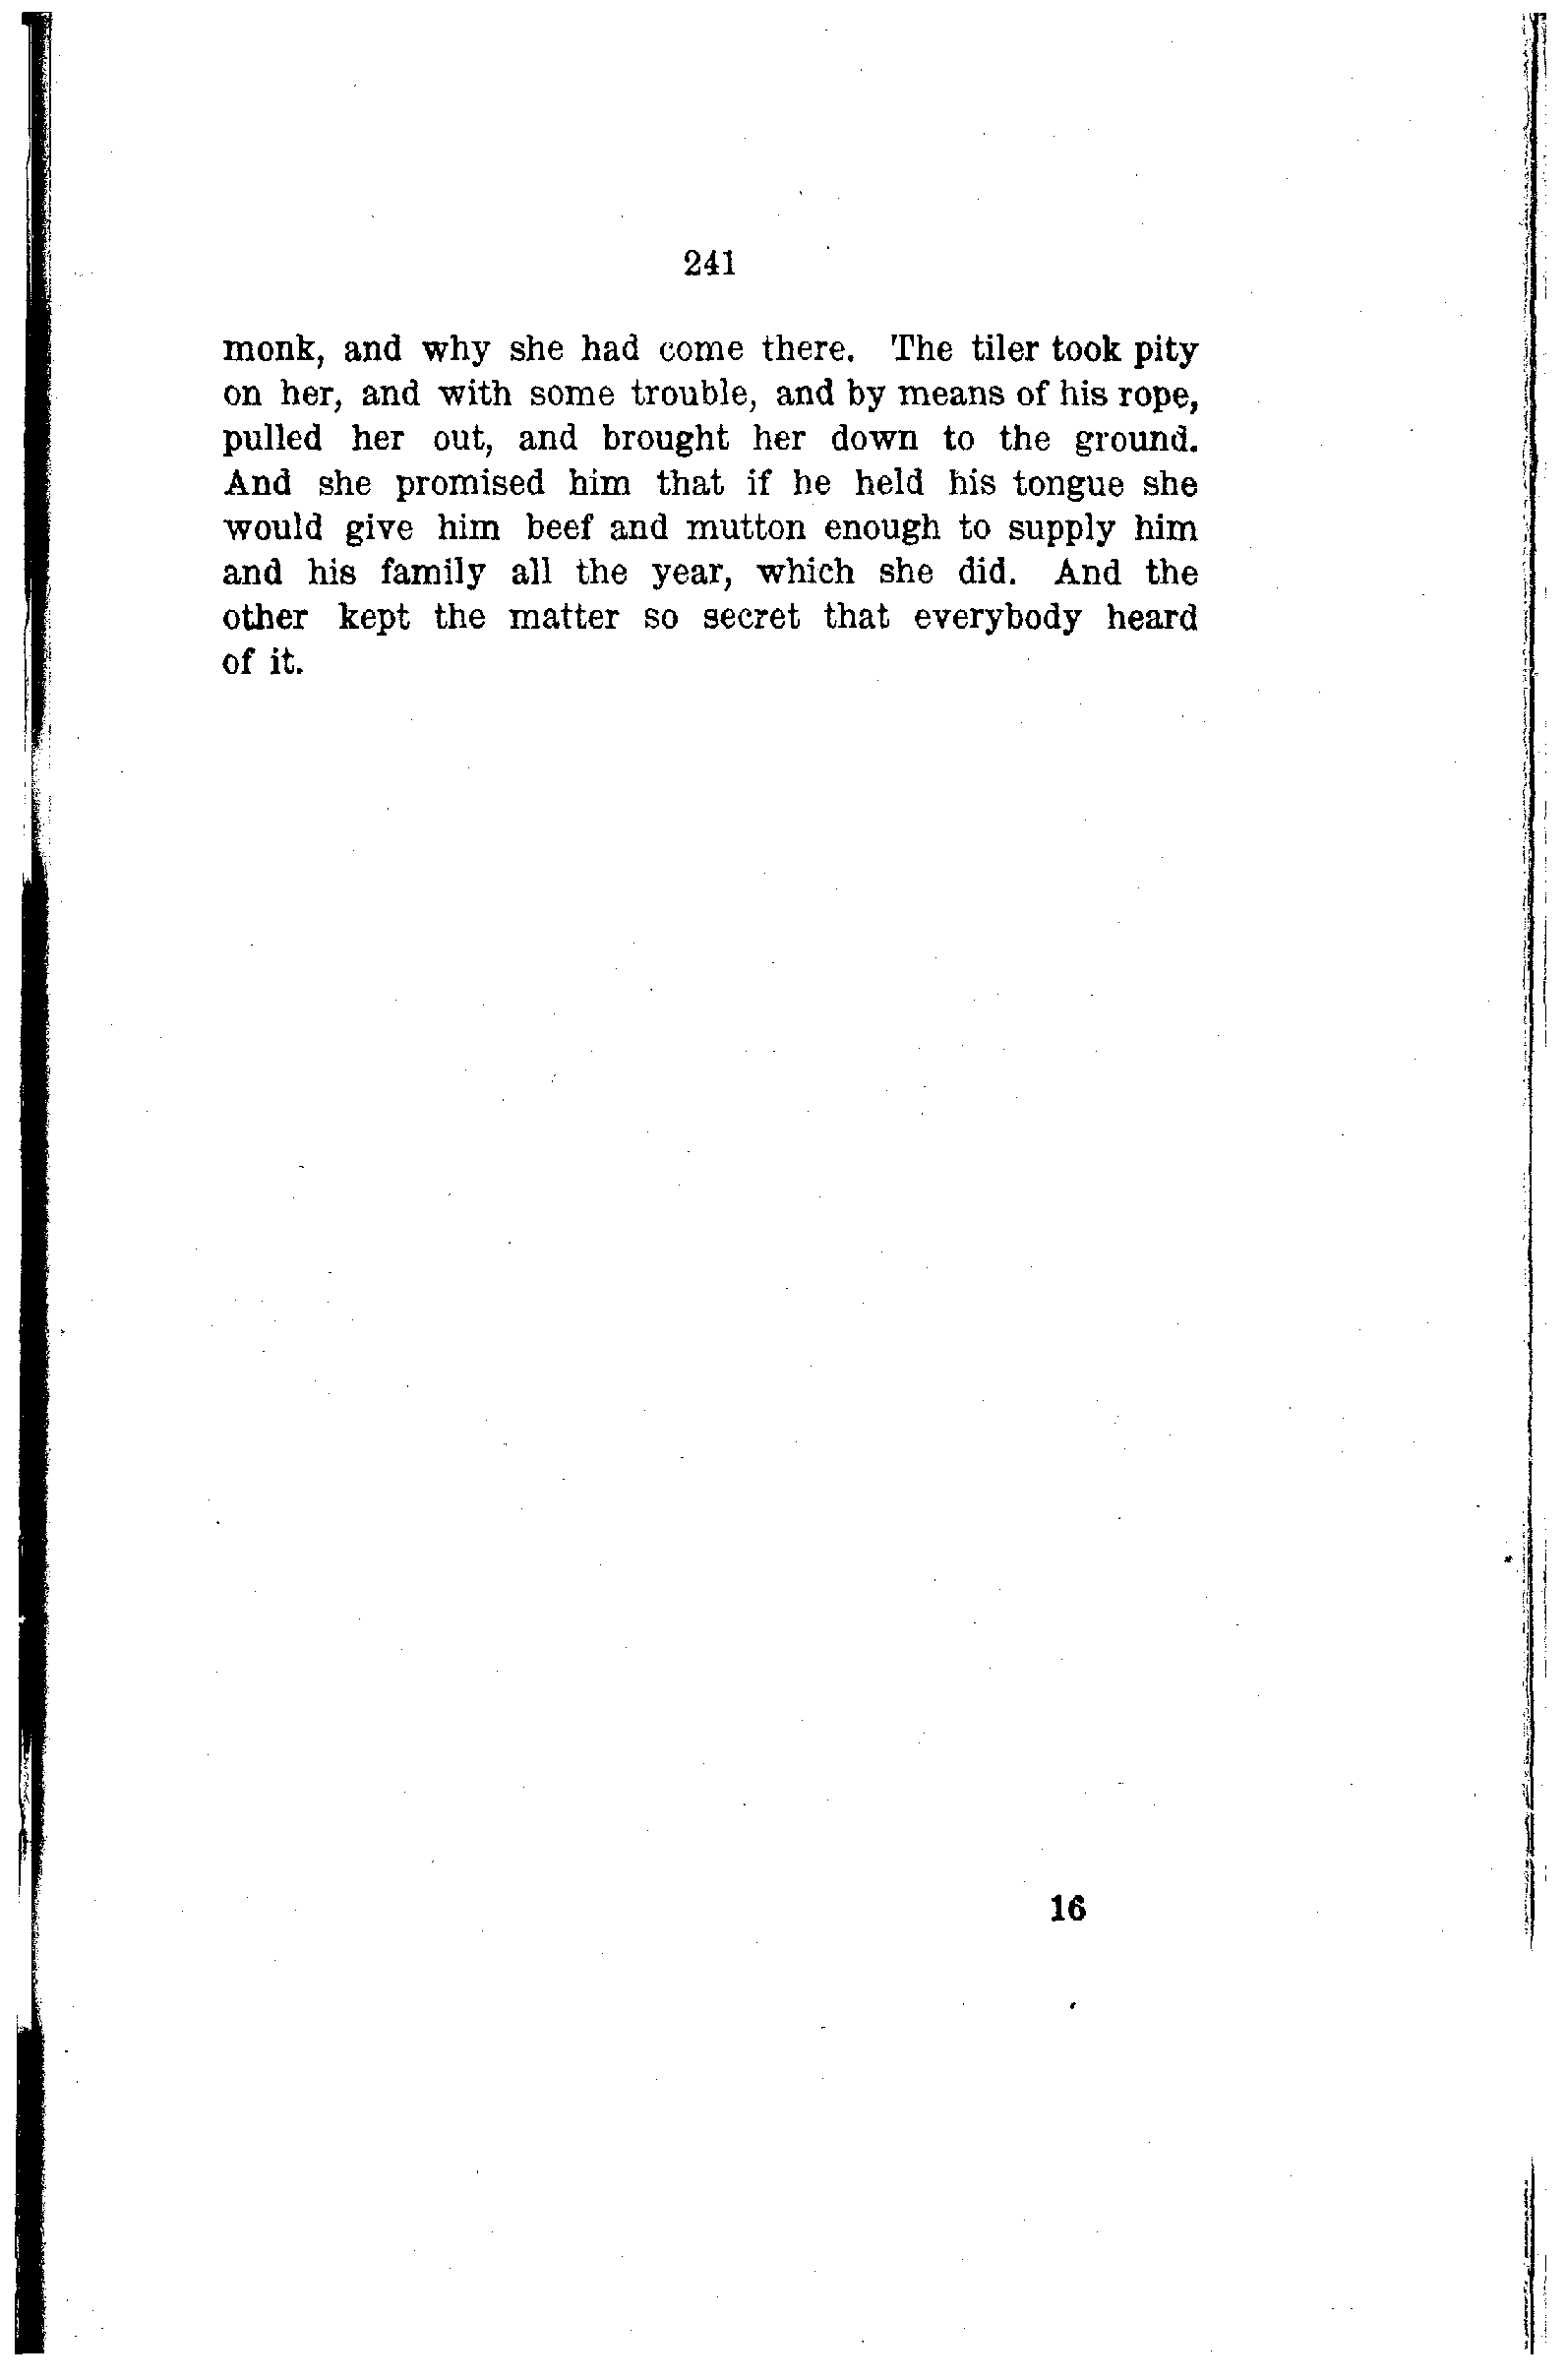 241
monk, and why she had come there. The tiler took pity
on her, and with some trouble, and by means of his rope,
pulled her out, and brought her down to the ground.
And she promised him that if he held his tongue she
would give him beef and mutton enough to supply him
and his family all the year, which she did. And the
other kept the matter so secret that everybody heard
of it.
16